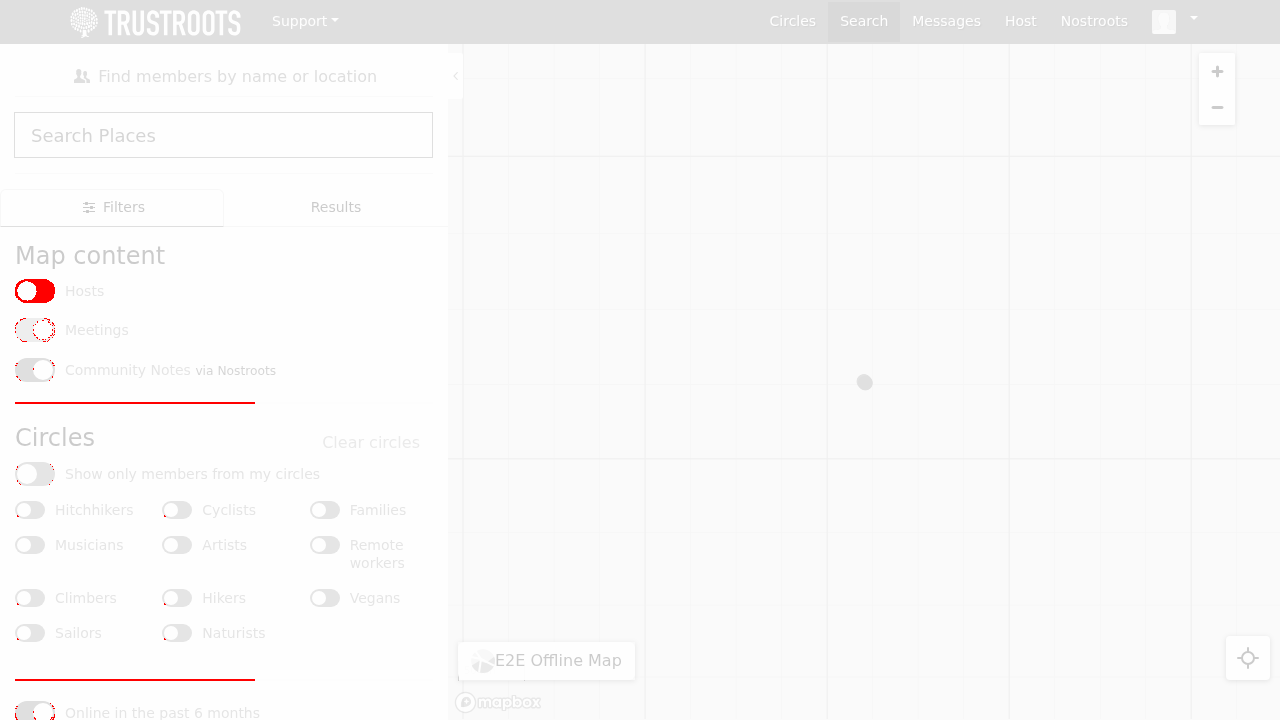 TRUSTROOTS Support Circles Search Messages Host Nostroots
Find members by name or location
Search Places
Filters Results
Map content
Hosts
Meetings
Community Notes via Nostroots
Circles Clear circles
Show only members from my circles
Hitchhikers Cyclists Families
Musicians Artists Remote workers
Climbers Hikers Vegans
Sailors Naturists
E2E Offline Map
mapbox
Online in the past 6 months